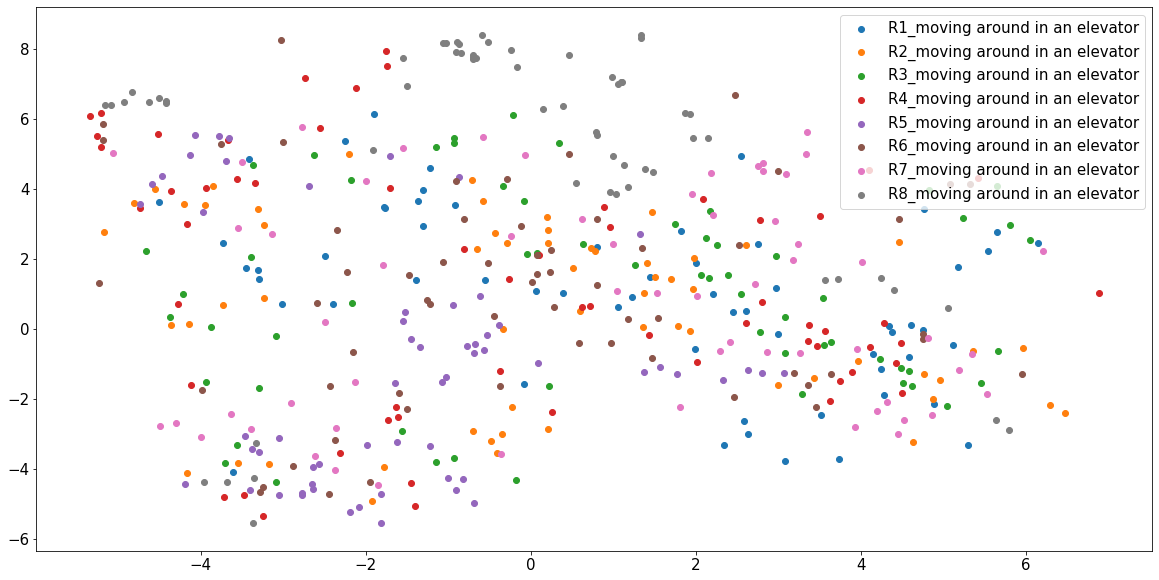 8
6
4
2
0
−2
−4
−6
−4
−2
0
2
4
6
R1_moving around in an elevator
R2_moving around in an elevator
R3_moving around in an elevator
R4_moving around in an elevator
R5_moving around in an elevator
R6_moving around in an elevator
R7_moving around in an elevator
R8_moving around in an elevator